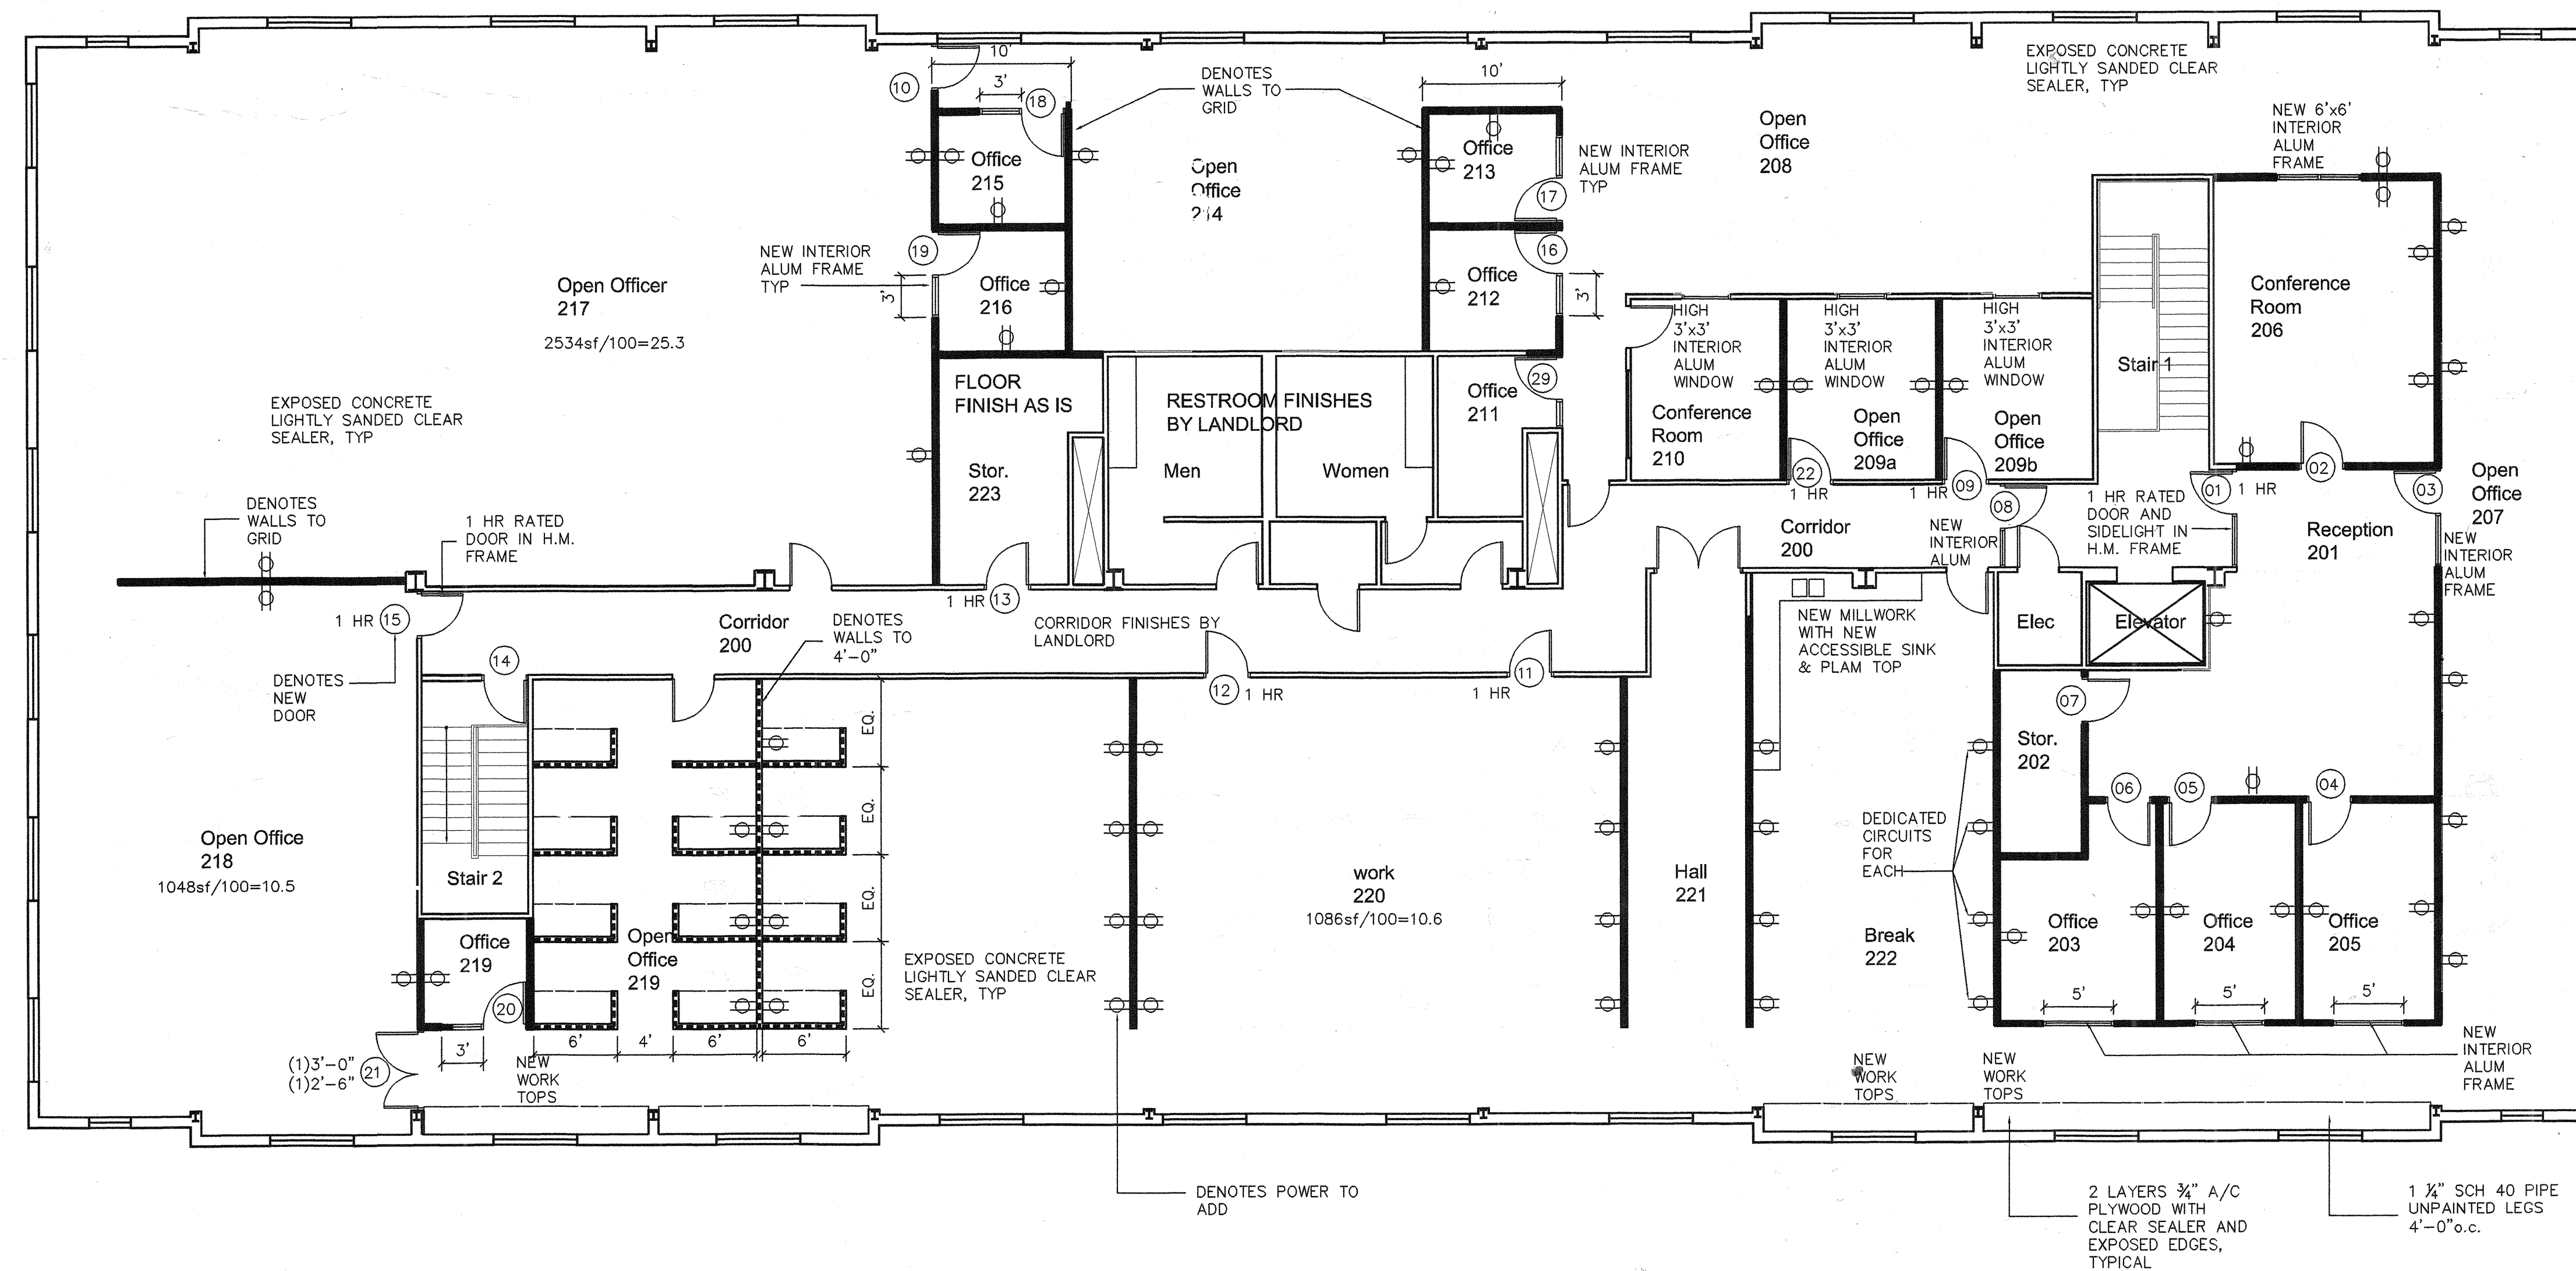 10'
10
3'
18
DENOTES
WALLS TO
GRID
10'
EXPOSED CONCRETE
LIGHTLY SANDED CLEAR
SEALER, TYP
NEW 6'x6'
INTERIOR
ALUM
FRAME
Open
Office
208
Office
215
Open
Office
214
Office
213
NEW INTERIOR
ALUM FRAME
TYP
17
19
NEW INTERIOR
ALUM FRAME
TYP
3'
Office
216
16
Office
212
3'
Open Officer
217
2534sf/100=25.3
Conference
Room
206
HIGH
3'x3'
INTERIOR
ALUM
WINDOW
HIGH
3'x3'
INTERIOR
ALUM
WINDOW
HIGH
3'x3'
INTERIOR
ALUM
WINDOW
Stair 1
EXPOSED CONCRETE
LIGHTLY SANDED CLEAR
SEALER, TYP
FLOOR
FINISH AS IS
RESTROOM FINISHES
BY LANDLORD
Office
211
29
Conference
Room
210
Open
Office
209a
Open
Office
209b
Stor.
223
Men
Women
22
1 HR
1 HR
09
08
1 HR RATED
DOOR AND
SIDELIGHT IN
H.M. FRAME
01
1 HR
02
03
Open
Office
207
DENOTES
WALLS TO
GRID
1 HR RATED
DOOR IN H.M.
FRAME
Corridor
200
NEW
INTERIOR
ALUM
Reception
201
NEW
INTERIOR
ALUM
FRAME
1 HR
15
1 HR
13
Corridor
200
DENOTES
WALLS TO
4'-0"
CORRIDOR FINISHES BY
LANDLORD
NEW MILLWORK
WITH NEW
ACCESSIBLE SINK
& PLAM TOP
Elec
Elevator
14
DENOTES
NEW
DOOR
12
1 HR
1 HR
11
07
EQ.
EQ.
EQ.
EQ.
Stor.
202
06
05
04
Open Office
218
1048sf/100=10.5
Stair 2
work
220
1086sf/100=10.6
Hall
221
DEDICATED
CIRCUITS
FOR
EACH
Break
222
Office
203
Office
204
Office
205
Office
219
Open
Office
219
EXPOSED CONCRETE
LIGHTLY SANDED CLEAR
SEALER, TYP
20
5'
5'
5'
(1)3'-0"
(1)2'-6"
21
3'
6'
4'
6'
6'
NEW
WORK
TOPS
NEW
WORK
TOPS
NEW
WORK
TOPS
NEW
INTERIOR
ALUM
FRAME
DENOTES POWER TO
ADD
2 LAYERS ¾" A/C
PLYWOOD WITH
CLEAR SEALER AND
EXPOSED EDGES,
TYPICAL
1 ¼" SCH 40 PIPE
UNPAINTED LEGS
4'-0"o.c.